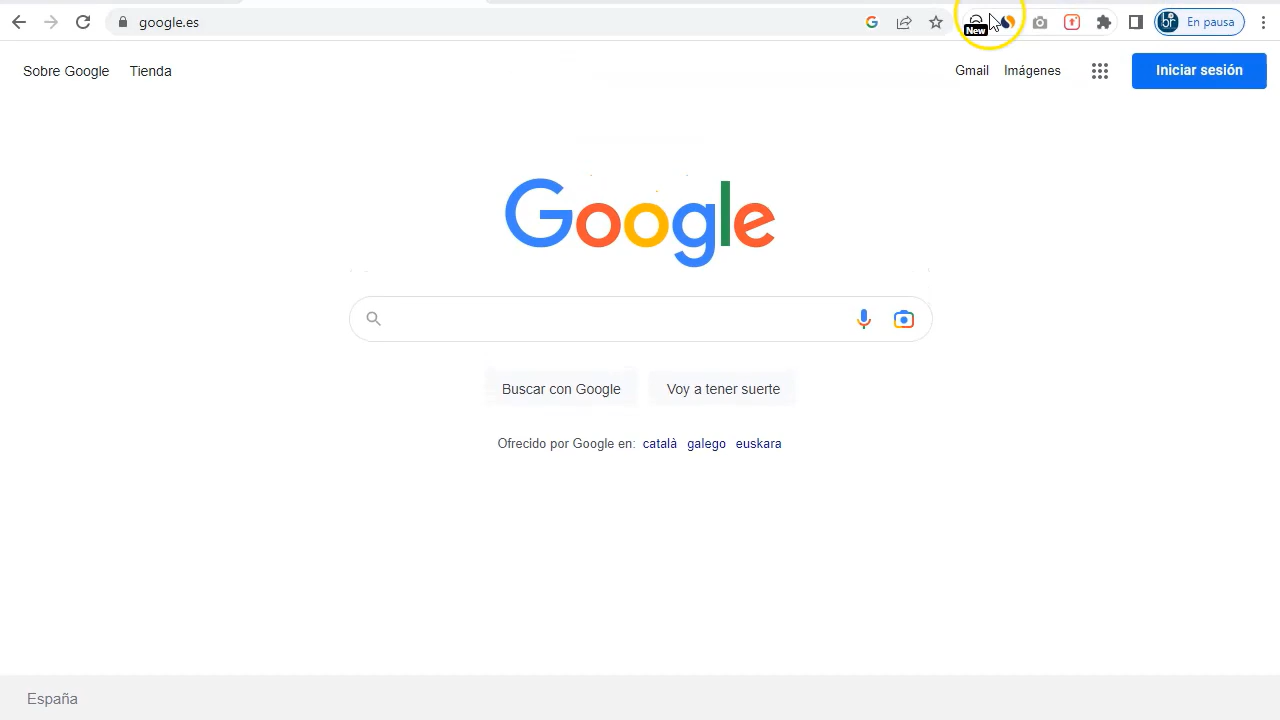 google.es
New
br
En pausa
Sobre Google
Tienda
Gmail
Imágenes
Iniciar sesión
Google
Buscar con Google
Voy a tener suerte
Ofrecido por Google en: català galego euskara
España